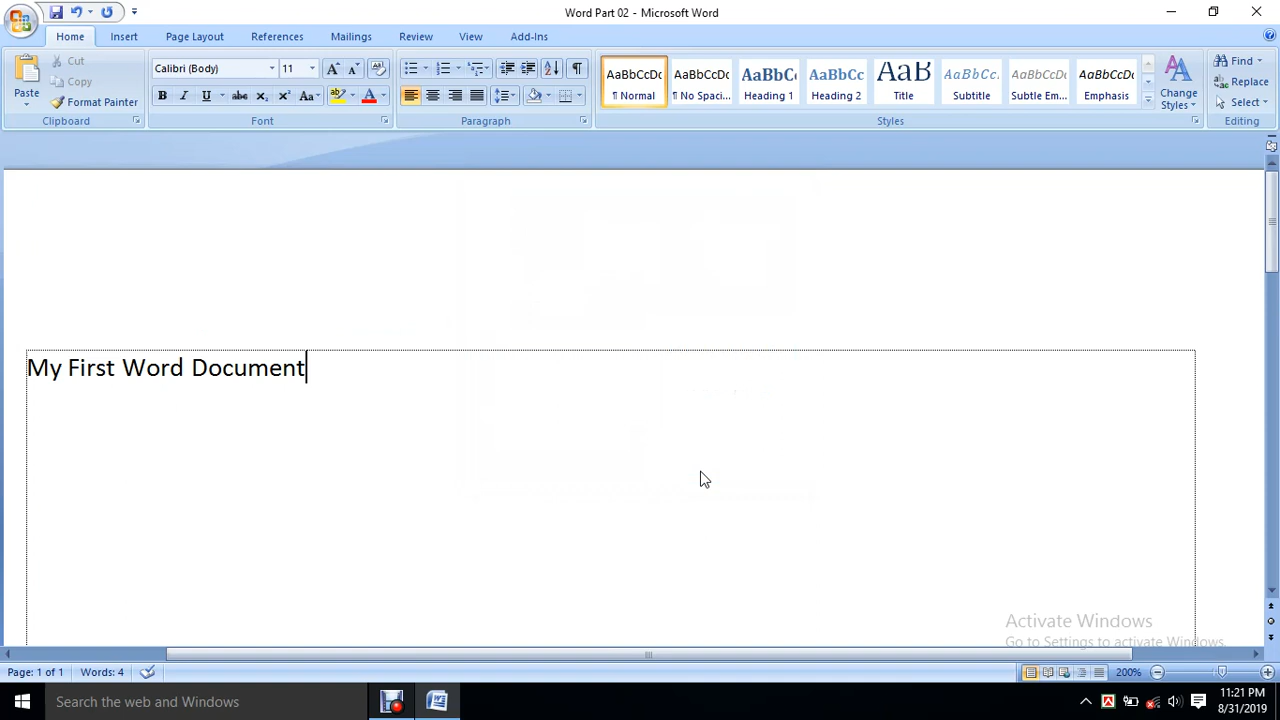 Word Part 02 - Microsoft Word
Home Insert Page Layout References Mailings Review View Add-Ins
Paste
Cut
Copy
Format Painter
Clipboard
Calibri (Body) 11
B I U abc x₂ x² Aa
Font
Paragraph
AaBbCcDc AaBbCcDc AaBbC AaBbCc AaB AaBbCc. AaBbCcDc AaBbCcDc
¶ Normal ¶ No Spaci... Heading 1 Heading 2 Title Subtitle Subtle Em... Emphasis
Change Styles
Styles
Find
Replace
Select
Editing
My First Word Document
Activate Windows
Go to Settings to activate Windows.
Page: 1 of 1 Words: 4 200%
Search the web and Windows
11:21 PM
8/31/2019